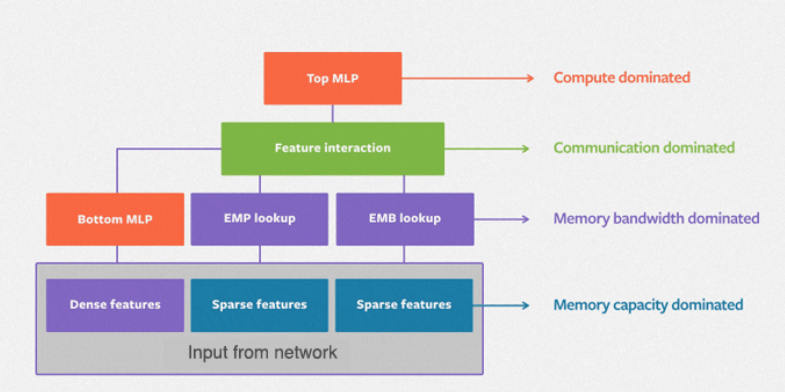 Top MLP
Compute dominated
Feature interaction
Communication dominated
Bottom MLP
EMP lookup
EMB lookup
Memory bandwidth dominated
Dense features
Sparse features
Sparse features
Memory capacity dominated
Input from network